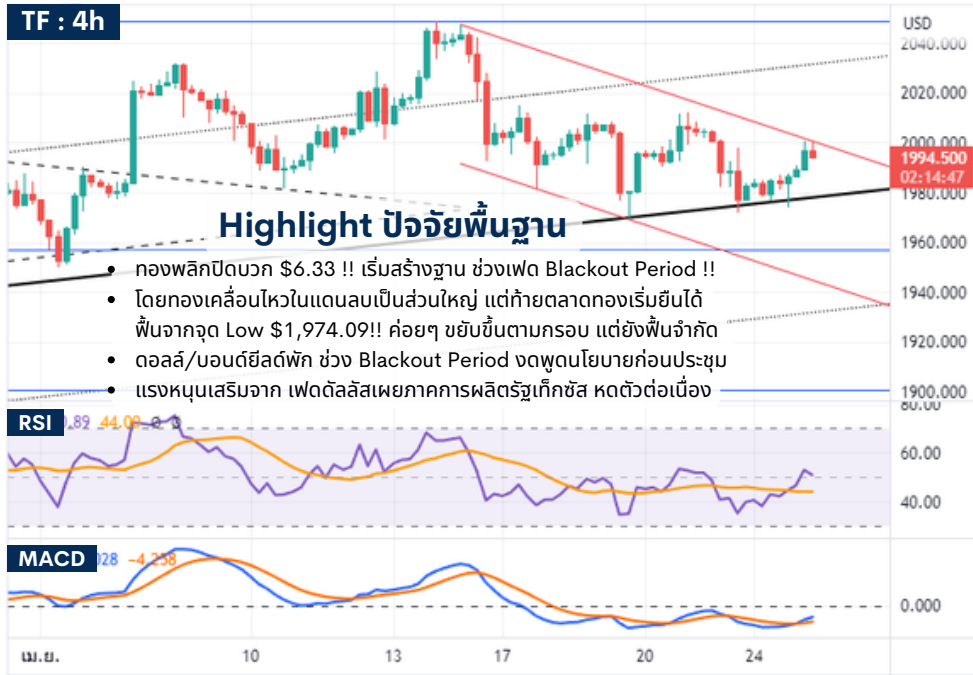 TF : 4h
USD
2040.000
2020.000
2000.000
1994.500
02:14:47
1980.000
1960.000
1940.000
1920.000
1900.000
Highlight ปัจจัยพื้นฐาน
• ทองพลิกปิดบวก $6.33 !! เริ่มสร้างฐาน ช่วงเฟด Blackout Period !!
• โดยทองเคลื่อนไหวในแดนลบเป็นส่วนใหญ่ แต่ท้ายตลาดทองเริ่มยืนได้
ฟื้นจากจุด Low $1,974.09!! ค่อยๆ ขยับขึ้นตามกรอบ แต่ยังฟื้นจำกัด
• ดอลล์/บอนด์ยีลด์พัก ช่วง Blackout Period งดพูดนโยบายก่อนประชุม
• แรงหนุนเสริมจาก เฟดดัลลัสเผยภาคการผลิตรัฐเท็กซัส หดตัวต่อเนื่อง
RSI
44.00
80.00
60.00
40.00
MACD
028 −4.258
0.000
เม.ย. 10 13 17 20 24